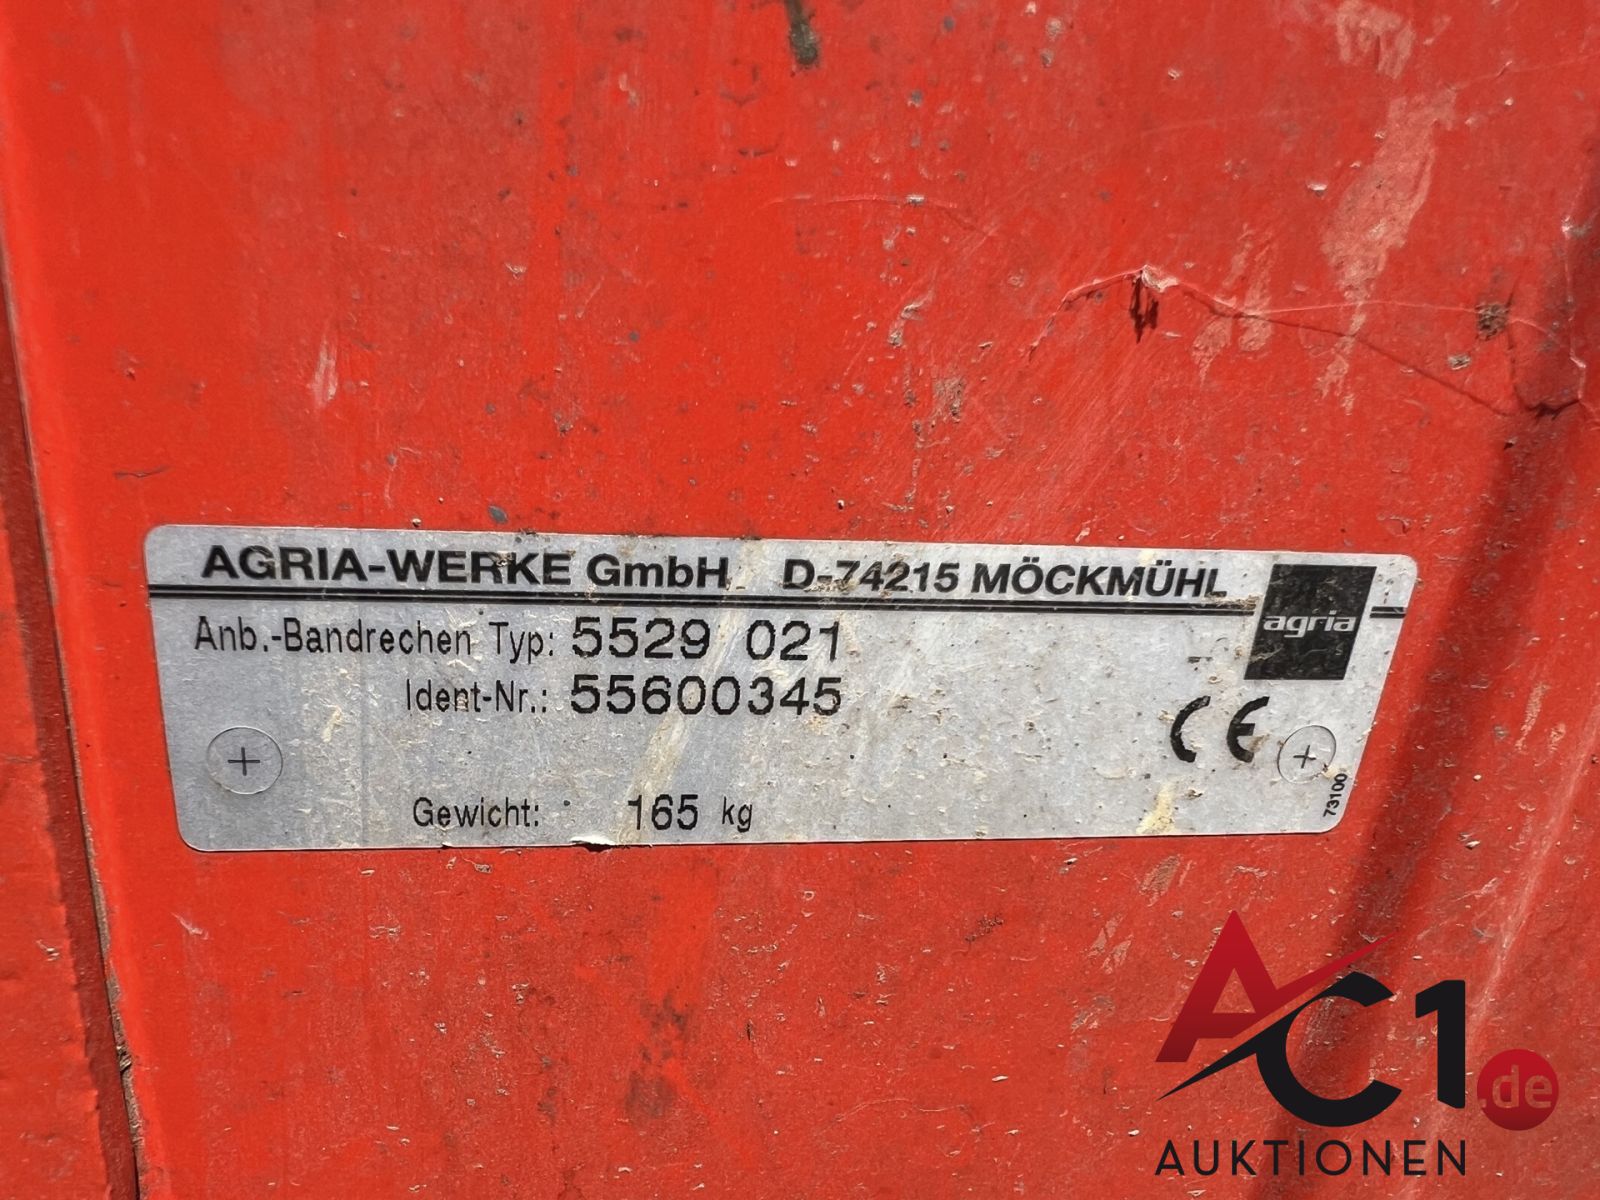 AGRIA-WERKE GmbH D-74215 MÖCKMÜHL
agria
Anb.-Bandrechen Typ: 5529 021
Ident-Nr.: 55600345
CE
Gewicht: 165 kg
73100
AC1.de
AUKTIONEN